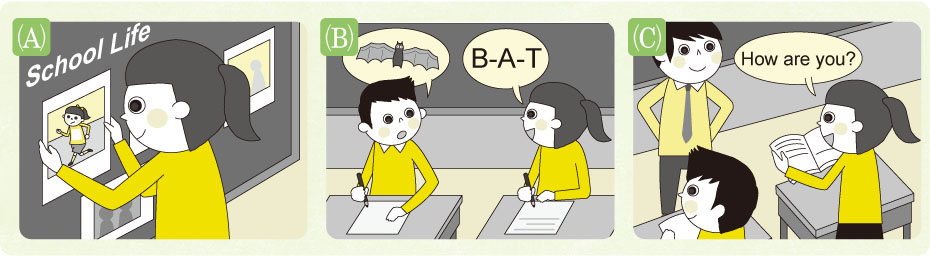 (A)
School Life
(B)
B-A-T
(C)
How are you?